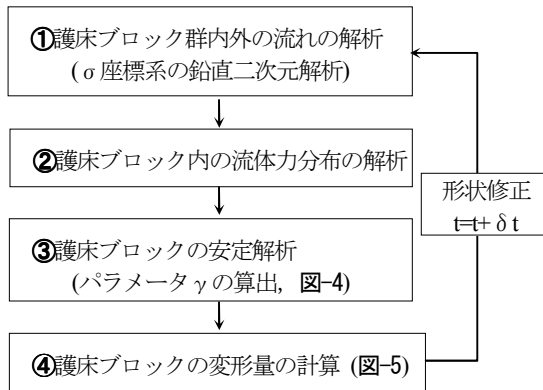 ①護床ブロック群内外の流れの解析
(σ座標系の鉛直二次元解析)
②護床ブロック内の流体力分布の解析
③護床ブロックの安定解析
(パラメータγの算出, 図-4)
④護床ブロックの変形量の計算 (図-5)
形状修正
t=t+δt